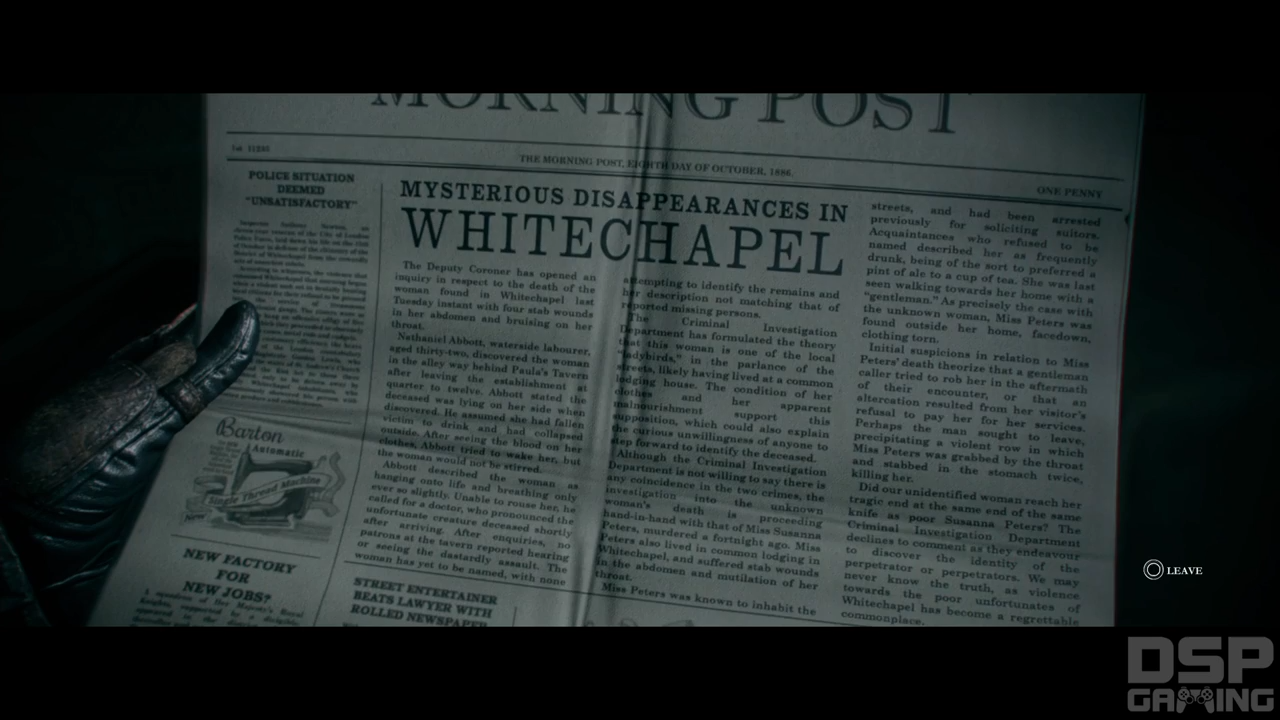 MORNING POST
THE MORNING POST, EIGHTH DAY OF OCTOBER, 1886.
ONE PENNY
POLICE SITUATION
DEEMED
"UNSATISFACTORY"
Barton
Automatic
Single Thread Machine
NEW FACTORY
FOR
NEW JOBS?
MYSTERIOUS DISAPPEARANCES IN
WHITECHAPEL
The Deputy Coroner has opened an
inquiry in respect to the death of the
woman found in Whitechapel last
Tuesday instant with four stab wounds
in her abdomen and bruising on her
throat.
Nathaniel Abbott, waterside labourer,
aged thirty-two, discovered the woman
in the alley way behind Paula's Tavern
after leaving the establishment at
quarter to twelve. Abbott stated the
deceased was lying on her side when
discovered. He assumed she had fallen
victim to drink and had collapsed
outside. After seeing the blood on her
clothes, Abbott tried to wake her, but
the woman would not be stirred.
Abbott described the woman as
hanging onto life and breathing only
ever so slightly. Unable to rouse her, he
called for a doctor, who pronounced the
unfortunate creature deceased shortly
after arriving. After enquiries, no
patrons at the tavern reported hearing
or seeing the dastardly assault. The
woman has yet to be named, with none
STREET ENTERTAINER
BEATS LAWYER WITH
ROLLED NEWSPAPER
attempting to identify the remains and
her description not matching that of
reported missing persons.
The Criminal Investigation
Department has formulated the theory
that this woman is one of the local
"ladybirds," in the parlance of the
streets, likely having lived at a common
lodging house. The condition of her
clothes and her apparent
malnourishment support this
supposition, which could also explain
the curious unwillingness of anyone to
step forward to identify the deceased.
Although the Criminal Investigation
Department is not willing to say there is
any coincidence in the two crimes, the
investigation into the unknown
woman's death is proceeding
hand-in-hand with that of Miss Susanna
Peters, murdered a fortnight ago. Miss
Peters also lived in common lodging in
Whitechapel, and suffered stab wounds
in the abdomen and mutilation of her
throat.
Miss Peters was known to inhabit the
streets, and had been arrested
previously for soliciting suitors.
Acquaintances who refused to be
named described her as frequently
drunk, being of the sort to preferred a
pint of ale to a cup of tea. She was last
seen walking towards her home with a
"gentleman." As precisely the case with
the unknown woman, Miss Peters was
found outside her home, facedown,
clothing torn.
Initial suspicions in relation to Miss
Peters' death theorize that a gentleman
caller tried to rob her in the aftermath
of their encounter, or that an
altercation resulted from her visitor's
refusal to pay for her services.
Perhaps the man sought to leave,
precipitating a violent row in which
Miss Peters was grabbed by the throat
and stabbed in the stomach twice,
killing her.
Did our unidentified woman reach her
tragic end at the same end of the same
knife as poor Susanna Peters? The
Criminal Investigation Department
declines to comment as they endeavour
to discover the identity of the
perpetrator or perpetrators. We may
never know the truth, as violence
towards the poor unfortunates of
Whitechapel has become a regrettable
commonplace.
LEAVE
DSP
GAMING